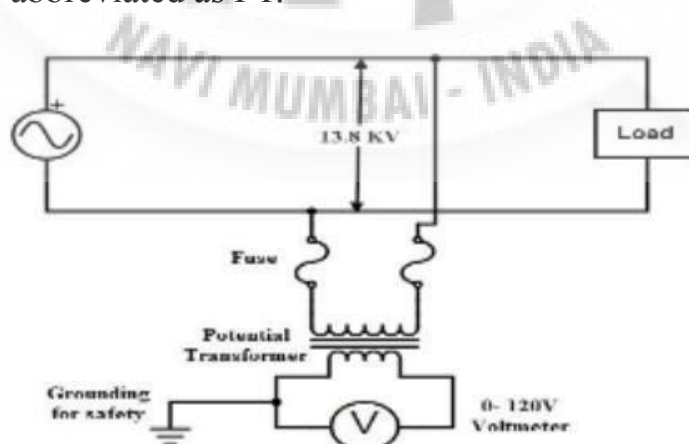 abbreviated as PT.
NAVI MUMBAI - INDIA
+
13.8 KV
Load
Fuse
Potential
Transformer
Grounding
for safety
V
0- 120V
Voltmeter